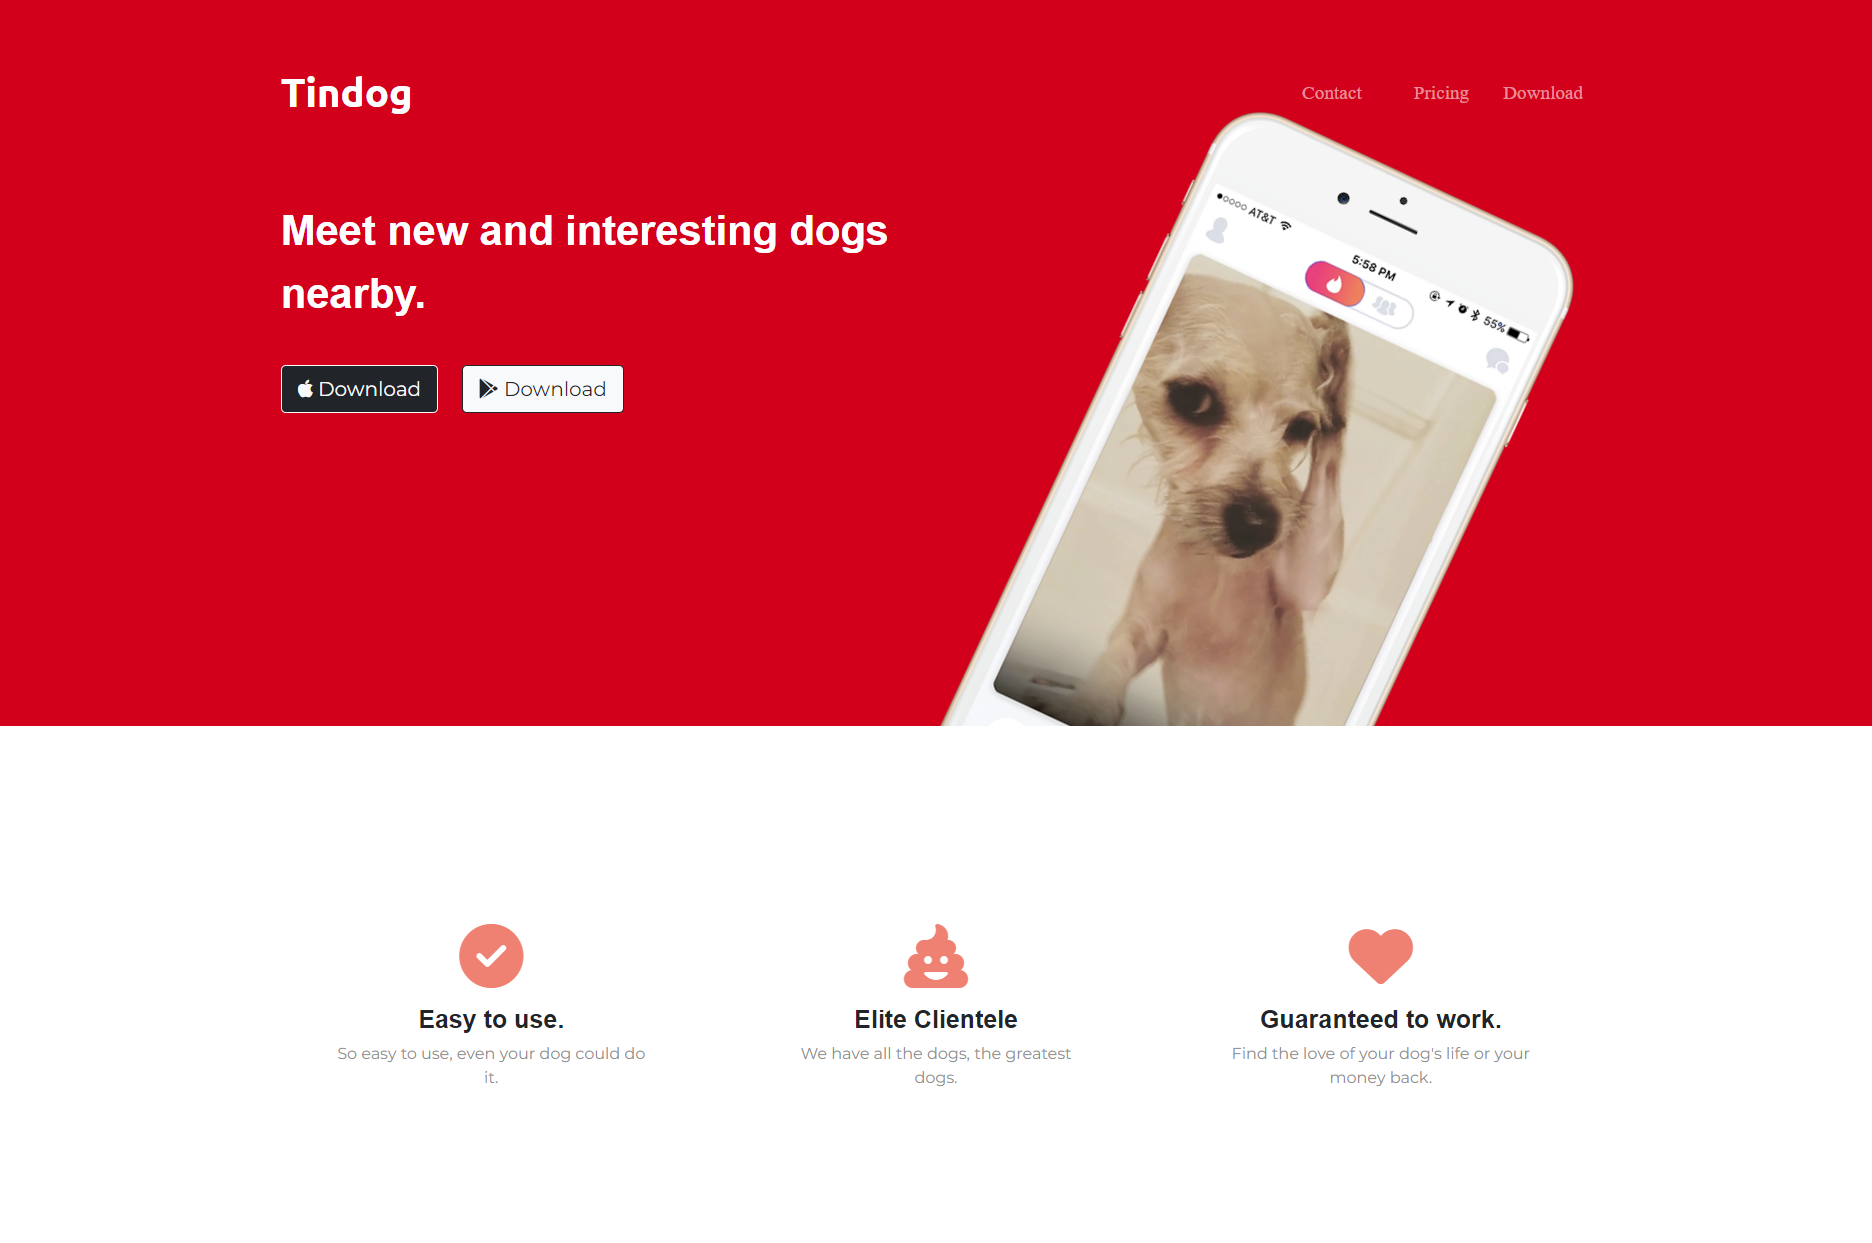 Tindog
Contact Pricing Download
Meet new and interesting dogs
nearby.
Download Download
AT&T
5:58 PM
55%
Easy to use.
So easy to use, even your dog could do
it.
Elite Clientele
We have all the dogs, the greatest
dogs.
Guaranteed to work.
Find the love of your dog's life or your
money back.